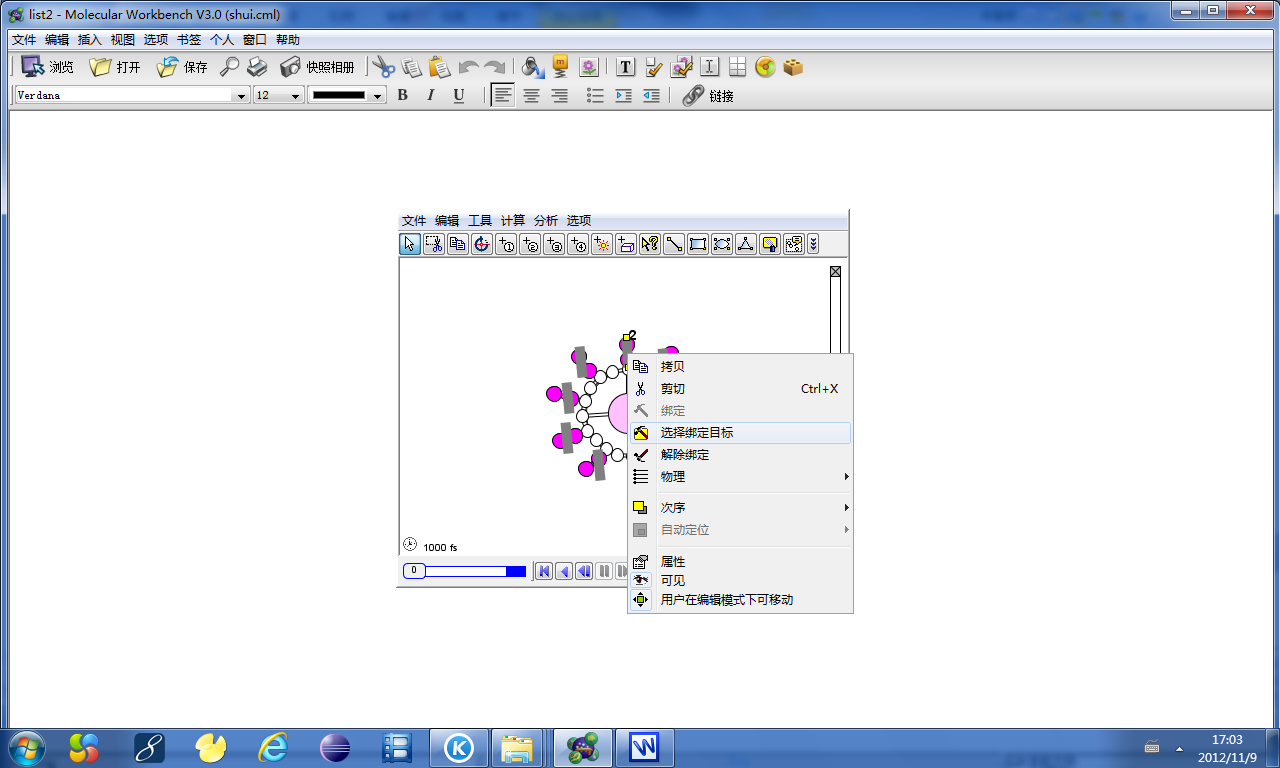 list2 - Molecular Workbench V3.0 (shui.cml)
文件 编辑 插入 视图 选项 书签 个人 窗口 帮助
浏览 打开 保存 快照相册
Verdana 12 B I U 链接
文件 编辑 工具 计算 分析 选项
2
拷贝
剪切 Ctrl+X
绑定
选择绑定目标
解除绑定
物理
次序
自动定位
属性
可见
用户在编辑模式下可移动
1000 fs
0
17:03
2012/11/9